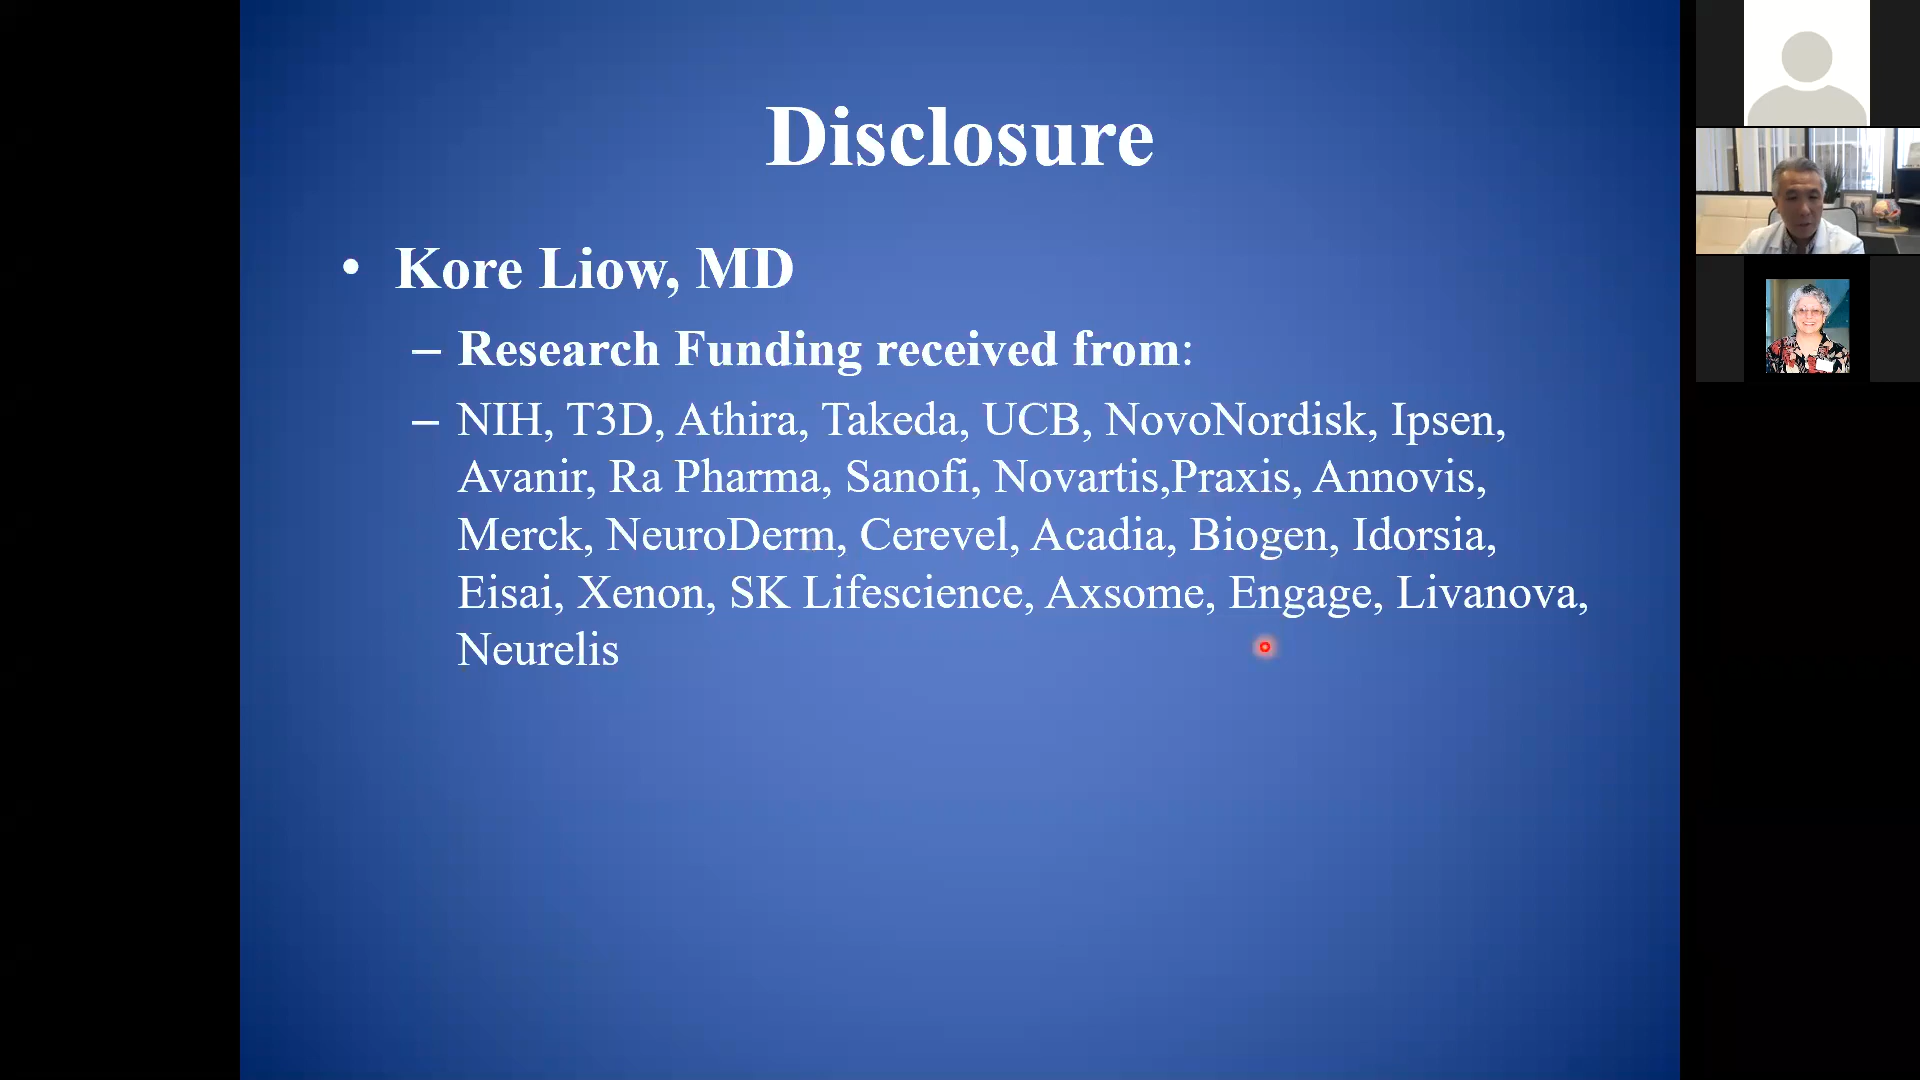 Disclosure
• Kore Liow, MD
– Research Funding received from:
– NIH, T3D, Athira, Takeda, UCB, NovoNordisk, Ipsen,
Avanir, Ra Pharma, Sanofi, Novartis,Praxis, Annovis,
Merck, NeuroDerm, Cerevel, Acadia, Biogen, Idorsia,
Eisai, Xenon, SK Lifescience, Axsome, Engage, Livanova,
Neurelis